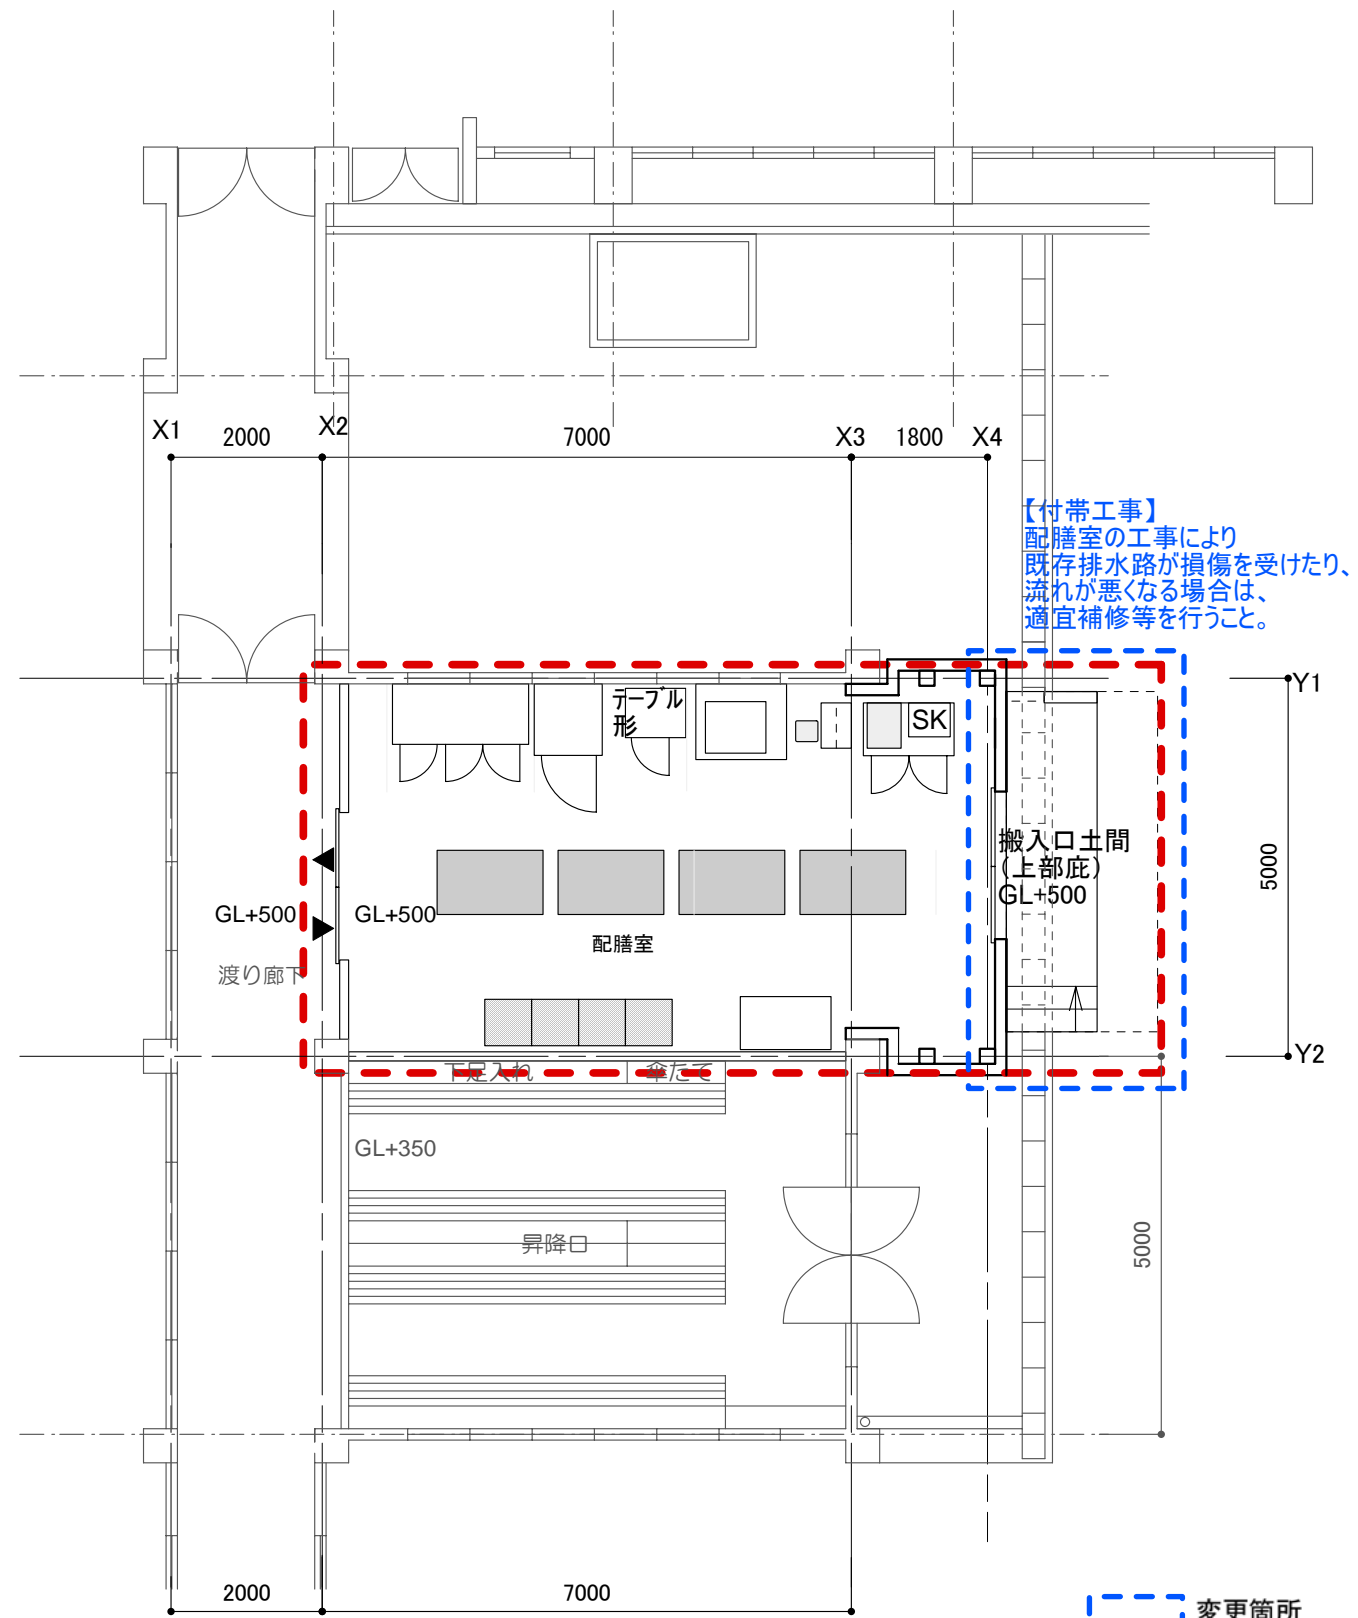 X1
2000
X2
7000
X3
1800
X4
【付帯工事】
配膳室の工事により
既存排水路が損傷を受けたり、
流れが悪くなる場合は、
適宜補修等を行うこと。
Y1
テーブル
形
SK
搬入口土間
(上部庇)
GL+500
5000
GL+500
GL+500
配膳室
渡り廊下
Y2
下足入れ
傘たて
GL+350
昇降口
5000
2000
7000
変更箇所